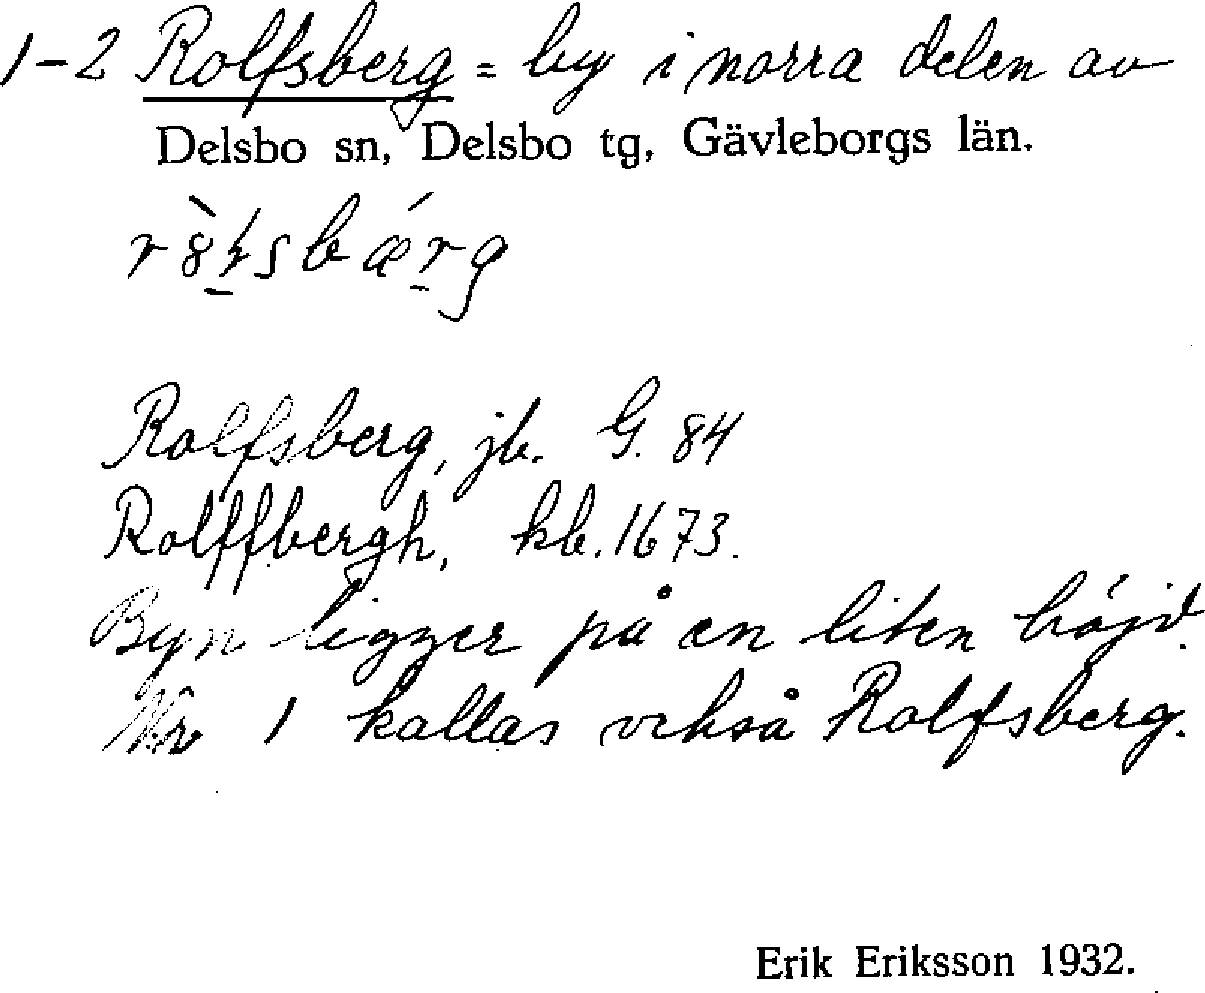 1-2 Rolfsberg = by i norra delen av
Delsbo sn, Delsbo tg, Gävleborgs län.
Rolfsberg, jb. G. 84
Rolffbergh, kb. 1673.
Byn ligger på en liten höjd.
Nr 1 kallas också Rolfsberg.
Erik Eriksson 1932.